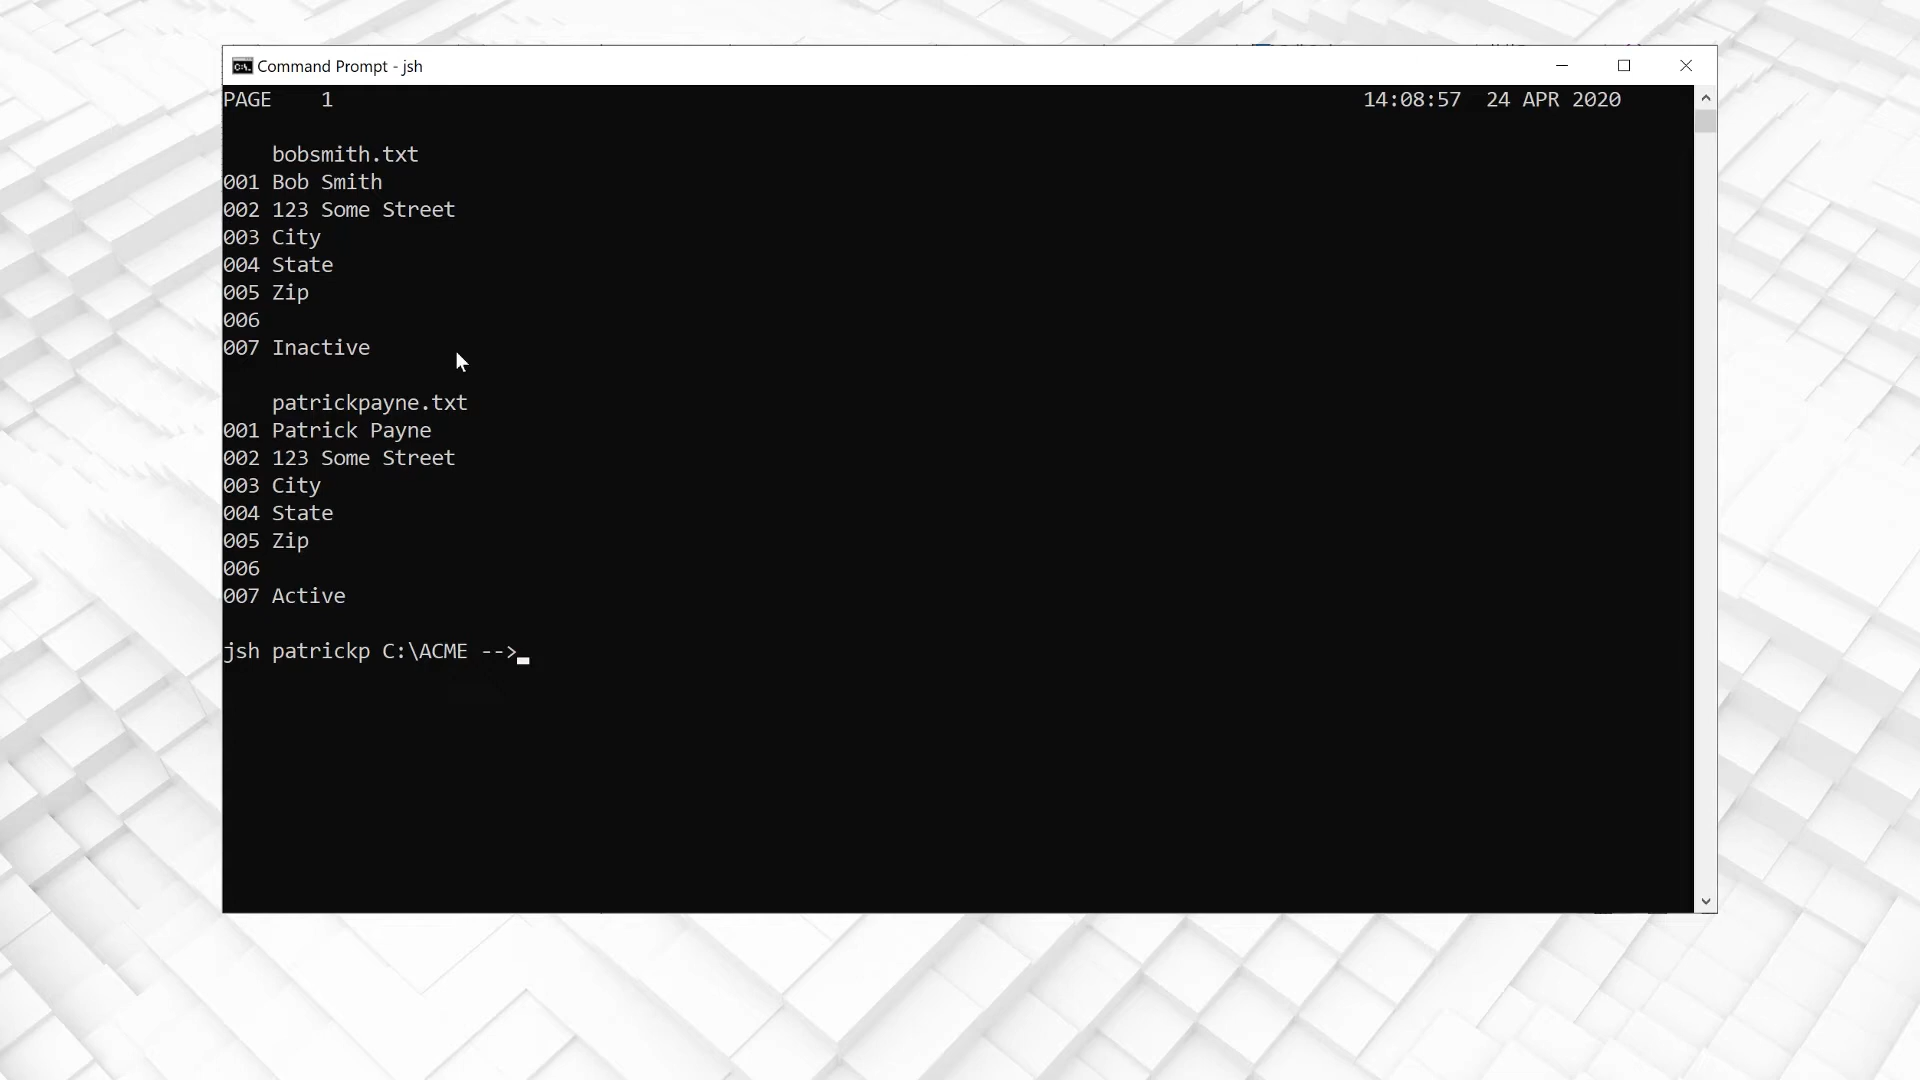 Command Prompt - jsh
PAGE 1 14:08:57 24 APR 2020
bobsmith.txt
001 Bob Smith
002 123 Some Street
003 City
004 State
005 Zip
006
007 Inactive
patrickpayne.txt
001 Patrick Payne
002 123 Some Street
003 City
004 State
005 Zip
006
007 Active
jsh patrickp C:\ACME -->